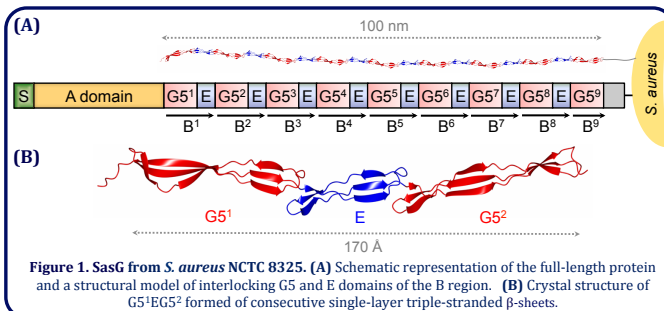 (A)
100 nm
S A domain G5¹ E G5² E G5³ E G5⁴ E G5⁵ E G5⁶ E G5⁷ E G5⁸ E G5⁹
S. aureus
B¹ B² B³ B⁴ B⁵ B⁶ B⁷ B⁸ B⁹
(B)
G5¹ E G5²
170 Å
Figure 1. SasG from S. aureus NCTC 8325. (A) Schematic representation of the full-length protein
and a structural model of interlocking G5 and E domains of the B region. (B) Crystal structure of
G5¹EG5² formed of consecutive single-layer triple-stranded β-sheets.